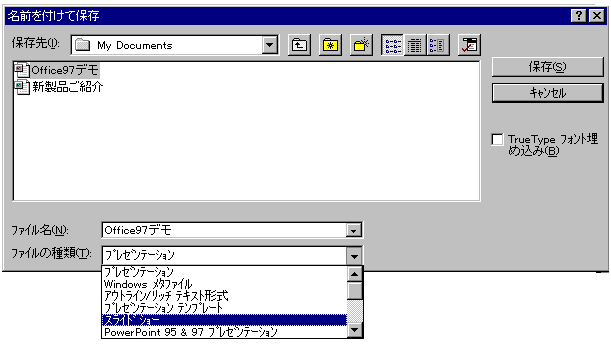 名前を付けて保存
保存先(I):
My Documents
Office97デモ
新製品ご紹介
保存(S)
キャンセル
TrueType フォント埋
め込み(B)
ファイル名(N):
Office97デモ
ファイルの種類(T):
プレゼンテーション
プレゼンテーション
Windows メタファイル
アウトライン/リッチ テキスト形式
プレゼンテーション テンプレート
スライド ショー
PowerPoint 95 & 97 プレゼンテーション